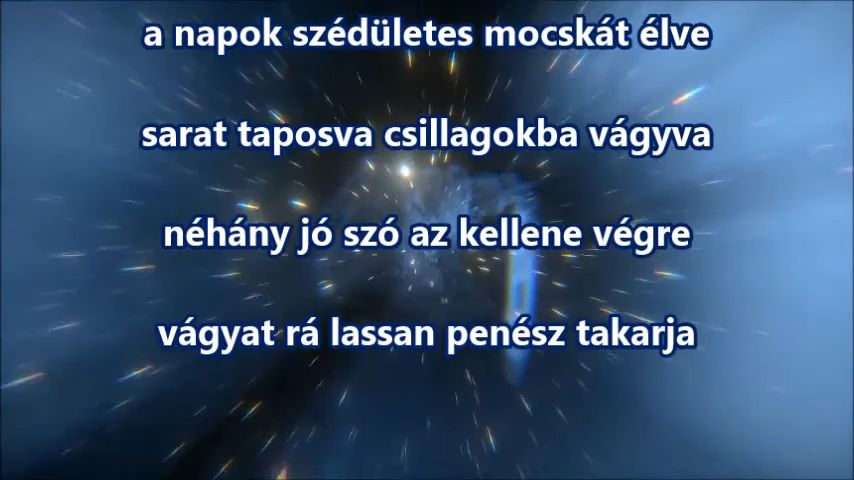 a napok szédületes mocskát élve
sarat taposva csillagokba vágyva
néhány jó szó az kellene végre
vágyat rá lassan penész takarja